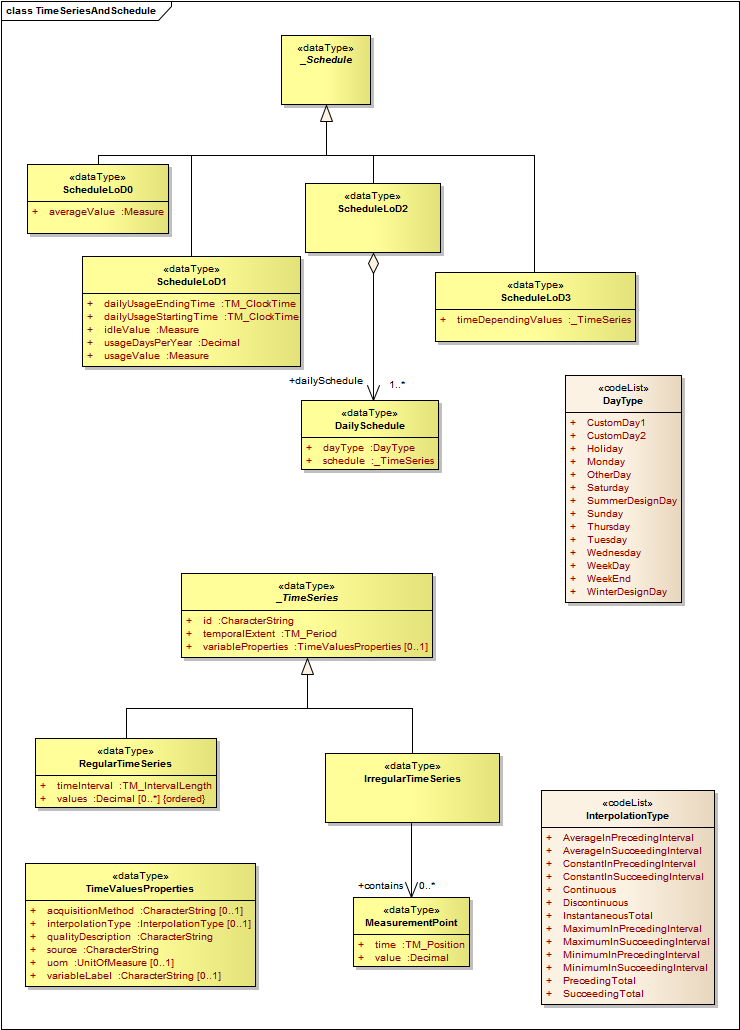 class TimeSeriesAndSchedule
«dataType»
_Schedule
«dataType»
ScheduleLoD0
+ averageValue :Measure
«dataType»
ScheduleLoD2
«dataType»
ScheduleLoD1
+ dailyUsageEndingTime :TM_ClockTime
+ dailyUsageStartingTime :TM_ClockTime
+ idleValue :Measure
+ usageDaysPerYear :Decimal
+ usageValue :Measure
«dataType»
ScheduleLoD3
+ timeDependingValues :_TimeSeries
+dailySchedule 1..*
«dataType»
DailySchedule
+ dayType :DayType
+ schedule :_TimeSeries
«codeList»
DayType
+ CustomDay1
+ CustomDay2
+ Holiday
+ Monday
+ OtherDay
+ Saturday
+ SummerDesignDay
+ Sunday
+ Thursday
+ Tuesday
+ Wednesday
+ WeekDay
+ WeekEnd
+ WinterDesignDay
«dataType»
_TimeSeries
+ id :CharacterString
+ temporalExtent :TM_Period
+ variableProperties :TimeValuesProperties [0..1]
«dataType»
RegularTimeSeries
+ timeInterval :TM_IntervalLength
+ values :Decimal [0..*] {ordered}
«dataType»
IrregularTimeSeries
+contains 0..*
«dataType»
MeasurementPoint
+ time :TM_Position
+ value :Decimal
«dataType»
TimeValuesProperties
+ acquisitionMethod :CharacterString [0..1]
+ interpolationType :InterpolationType [0..1]
+ qualityDescription :CharacterString
+ source :CharacterString
+ uom :UnitOfMeasure [0..1]
+ variableLabel :CharacterString [0..1]
«codeList»
InterpolationType
+ AverageInPrecedingInterval
+ AverageInSucceedingInterval
+ ConstantInPrecedingInterval
+ ConstantInSucceedingInterval
+ Continuous
+ Discontinuous
+ InstantaneousTotal
+ MaximumInPrecedingInterval
+ MaximumInSucceedingInterval
+ MinimumInPrecedingInterval
+ MinimumInSucceedingInterval
+ PrecedingTotal
+ SucceedingTotal